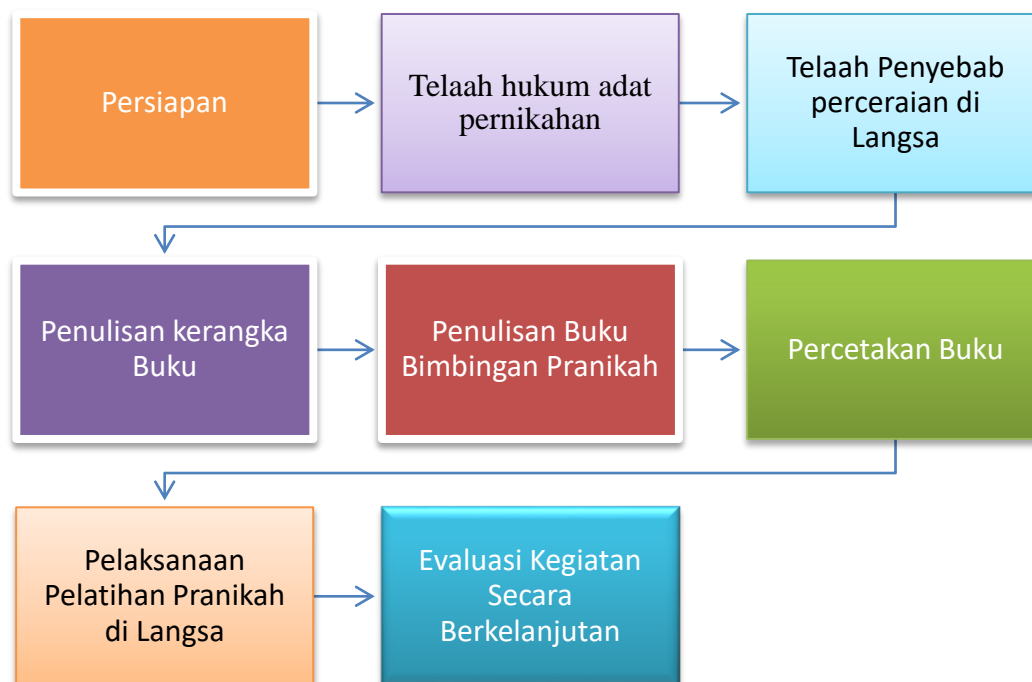 Persiapan
Telaah hukum adat
pernikahan
Telaah Penyebab
perceraian di
Langsa
Penulisan kerangka
Buku
Penulisan Buku
Bimbingan Pranikah
Percetakan Buku
Pelaksanaan
Pelatihan Pranikah
di Langsa
Evaluasi Kegiatan
Secara
Berkelanjutan